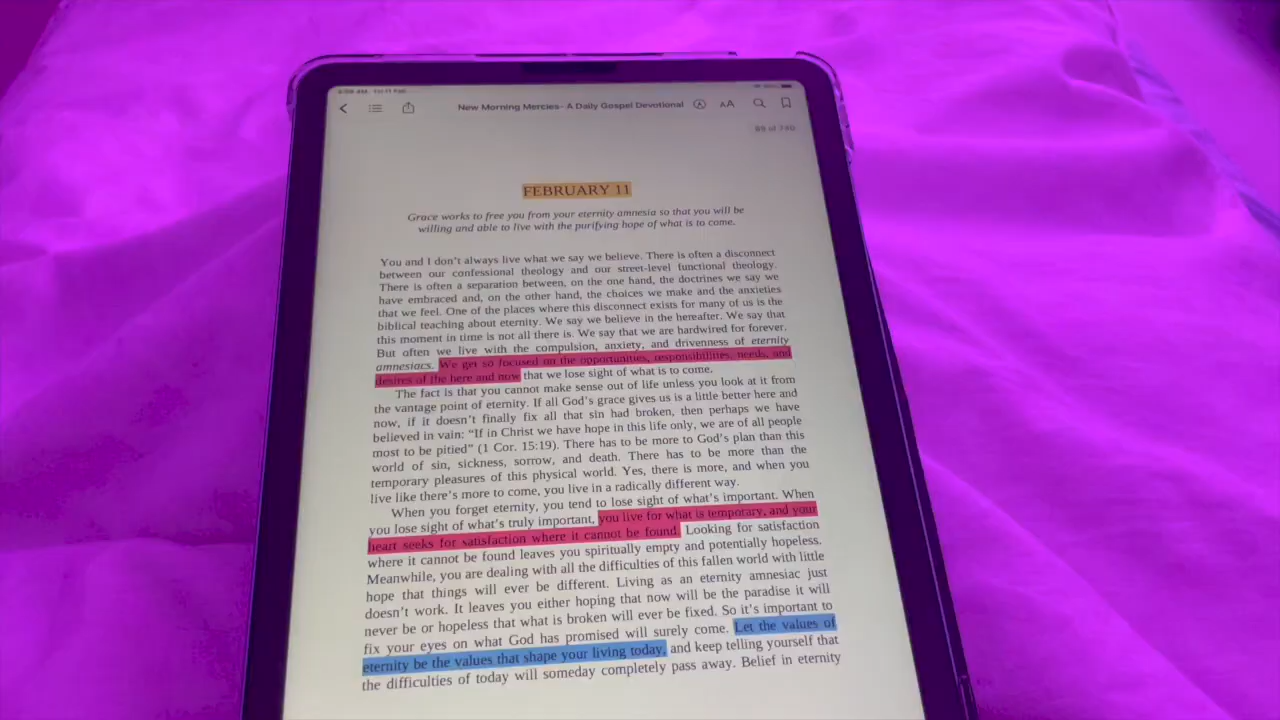 New Morning Mercies- A Daily Gospel Devotional AA
FEBRUARY 11
Grace works to free you from your eternity amnesia so that you will be
willing and able to live with the purifying hope of what is to come.
You and I don't always live what we say we believe. There is often a disconnect
between our confessional theology and our street-level functional theology.
There is often a separation between, on the one hand, the doctrines we say we
have embraced and, on the other hand, the choices we make and the anxieties
that we feel. One of the places where this disconnect exists for many of us is the
biblical teaching about eternity. We say we believe in the hereafter. We say that
this moment in time is not all there is. We say that we are hardwired for forever.
But often we live with the compulsion, anxiety, and drivenness of eternity
amnesiacs. We get so focused on the opportunities, responsibilities, needs, and
desires of the here and now that we lose sight of what is to come.
The fact is that you cannot make sense out of life unless you look at it from
the vantage point of eternity. If all God's grace gives us is a little better here and
now, if it doesn't finally fix all that sin had broken, then perhaps we have
believed in vain: "If in Christ we have hope in this life only, we are of all people
most to be pitied" (1 Cor. 15:19). There has to be more to God's plan than this
world of sin, sickness, sorrow, and death. There has to be more than the
temporary pleasures of this physical world. Yes, there is more, and when you
live like there's more to come, you live in a radically different way.
When you forget eternity, you tend to lose sight of what's important. When
you lose sight of what's truly important, you live for what is temporary, and your
heart seeks for satisfaction where it cannot be found. Looking for satisfaction
where it cannot be found leaves you spiritually empty and potentially hopeless.
Meanwhile, you are dealing with all the difficulties of this fallen world with little
hope that things will ever be different. Living as an eternity amnesiac just
doesn't work. It leaves you either hoping that now will be the paradise it will
never be or hopeless that what is broken will ever be fixed. So it's important to
fix your eyes on what God has promised will surely come. Let the values of
eternity be the values that shape your living today, and keep telling yourself that
the difficulties of today will someday completely pass away. Belief in eternity